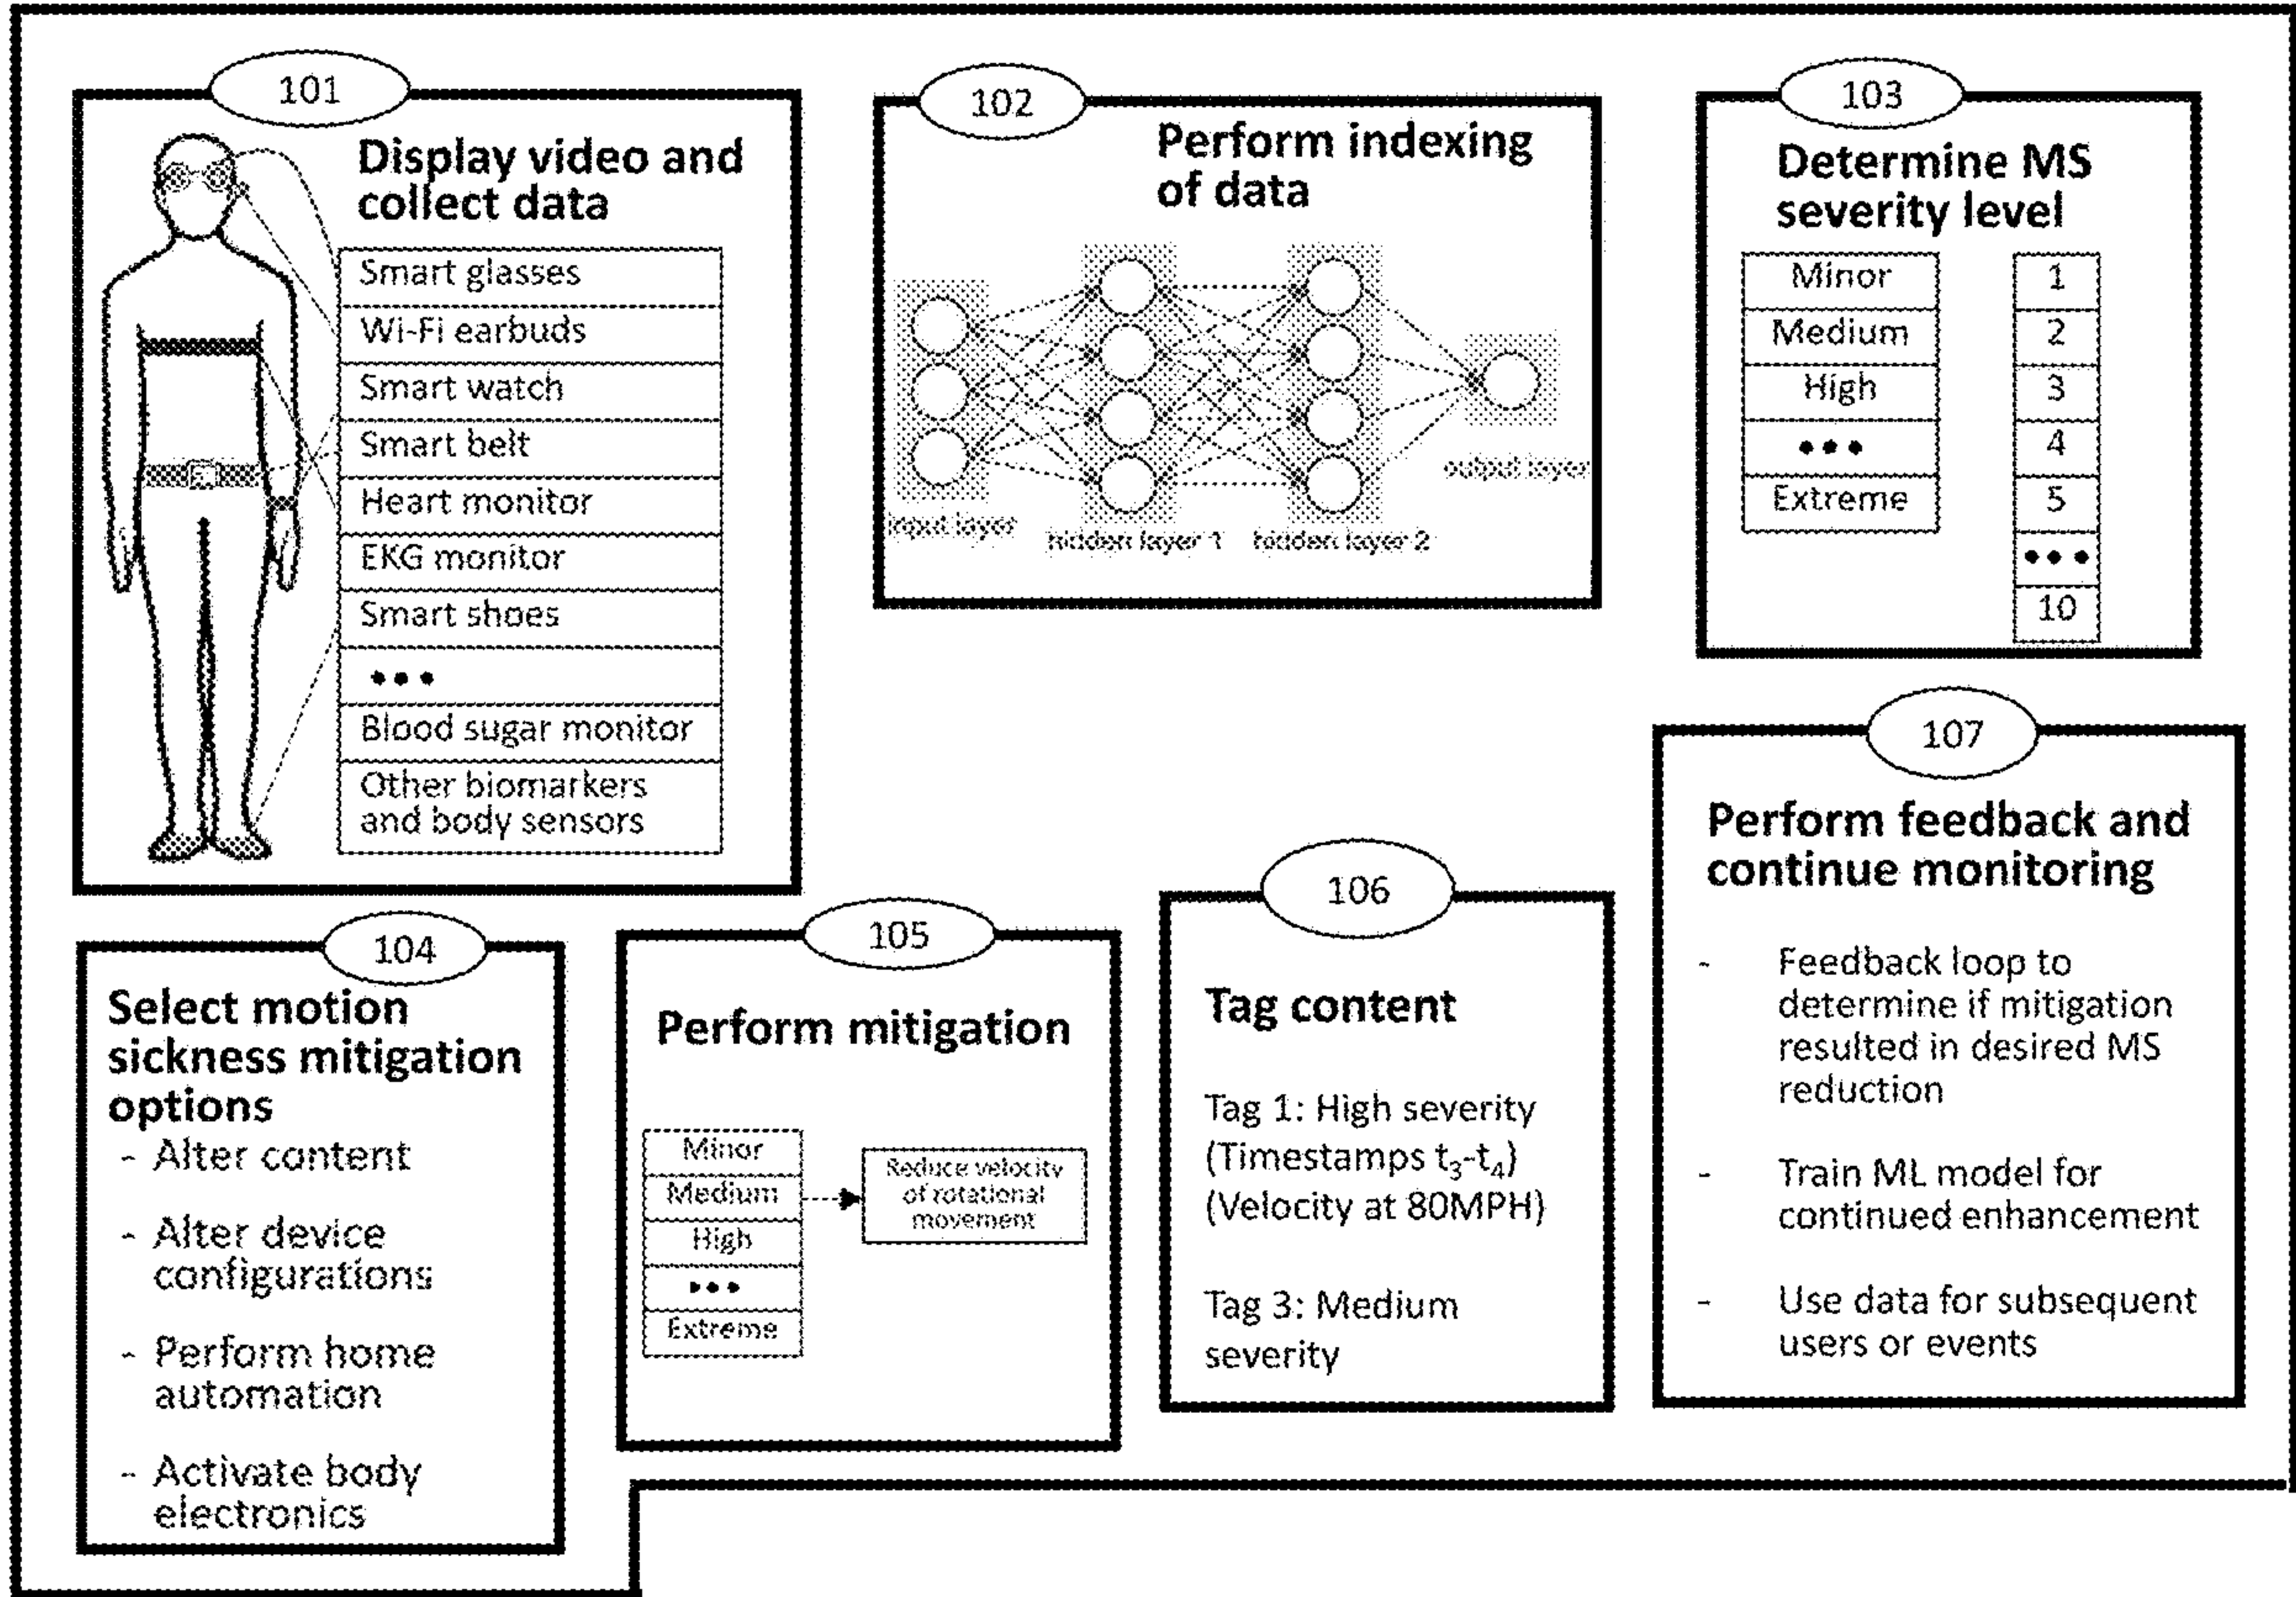 101
Display video and
collect data
Smart glasses
Wi-Fi earbuds
Smart watch
Smart belt
Heart monitor
EKG monitor
Smart shoes
•••
Blood sugar monitor
Other biomarkers
and body sensors
102
Perform indexing
of data
input layer
hidden layer 1
hidden layer 2
output layer
103
Determine MS
severity level
Minor
Medium
High
•••
Extreme
1
2
3
4
5
•••
10
104
Select motion
sickness mitigation
options
- Alter content
- Alter device
configurations
- Perform home
automation
- Activate body
electronics
105
Perform mitigation
Minor
Medium
High
•••
Extreme
Reduce velocity
of rotational
movement
106
Tag content
Tag 1: High severity
(Timestamps t₃-t₄)
(Velocity at 80MPH)
Tag 3: Medium
severity
107
Perform feedback and
continue monitoring
- Feedback loop to
determine if mitigation
resulted in desired MS
reduction
- Train ML model for
continued enhancement
- Use data for subsequent
users or events